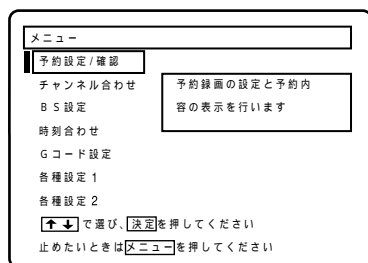 メニュー
予約設定/確認
チャンネル合わせ
予約録画の設定と予約内
BS設定
容の表示を行います
時刻合わせ
Gコード設定
各種設定1
各種設定2
↑↓で選び、決定を押してください
止めたいときはメニューを押してください